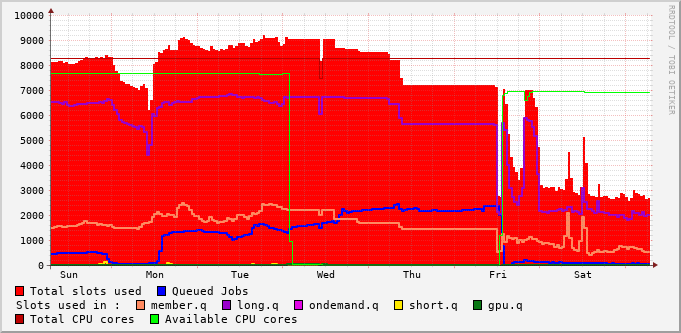 10000
9000
8000
7000
6000
5000
4000
3000
2000
1000
0
Sun Mon Tue Wed Thu Fri Sat
RRDTOOL / TOBI OETIKER
Total slots used Queued Jobs
Slots used in : member.q long.q ondemand.q short.q gpu.q
Total CPU cores Available CPU cores